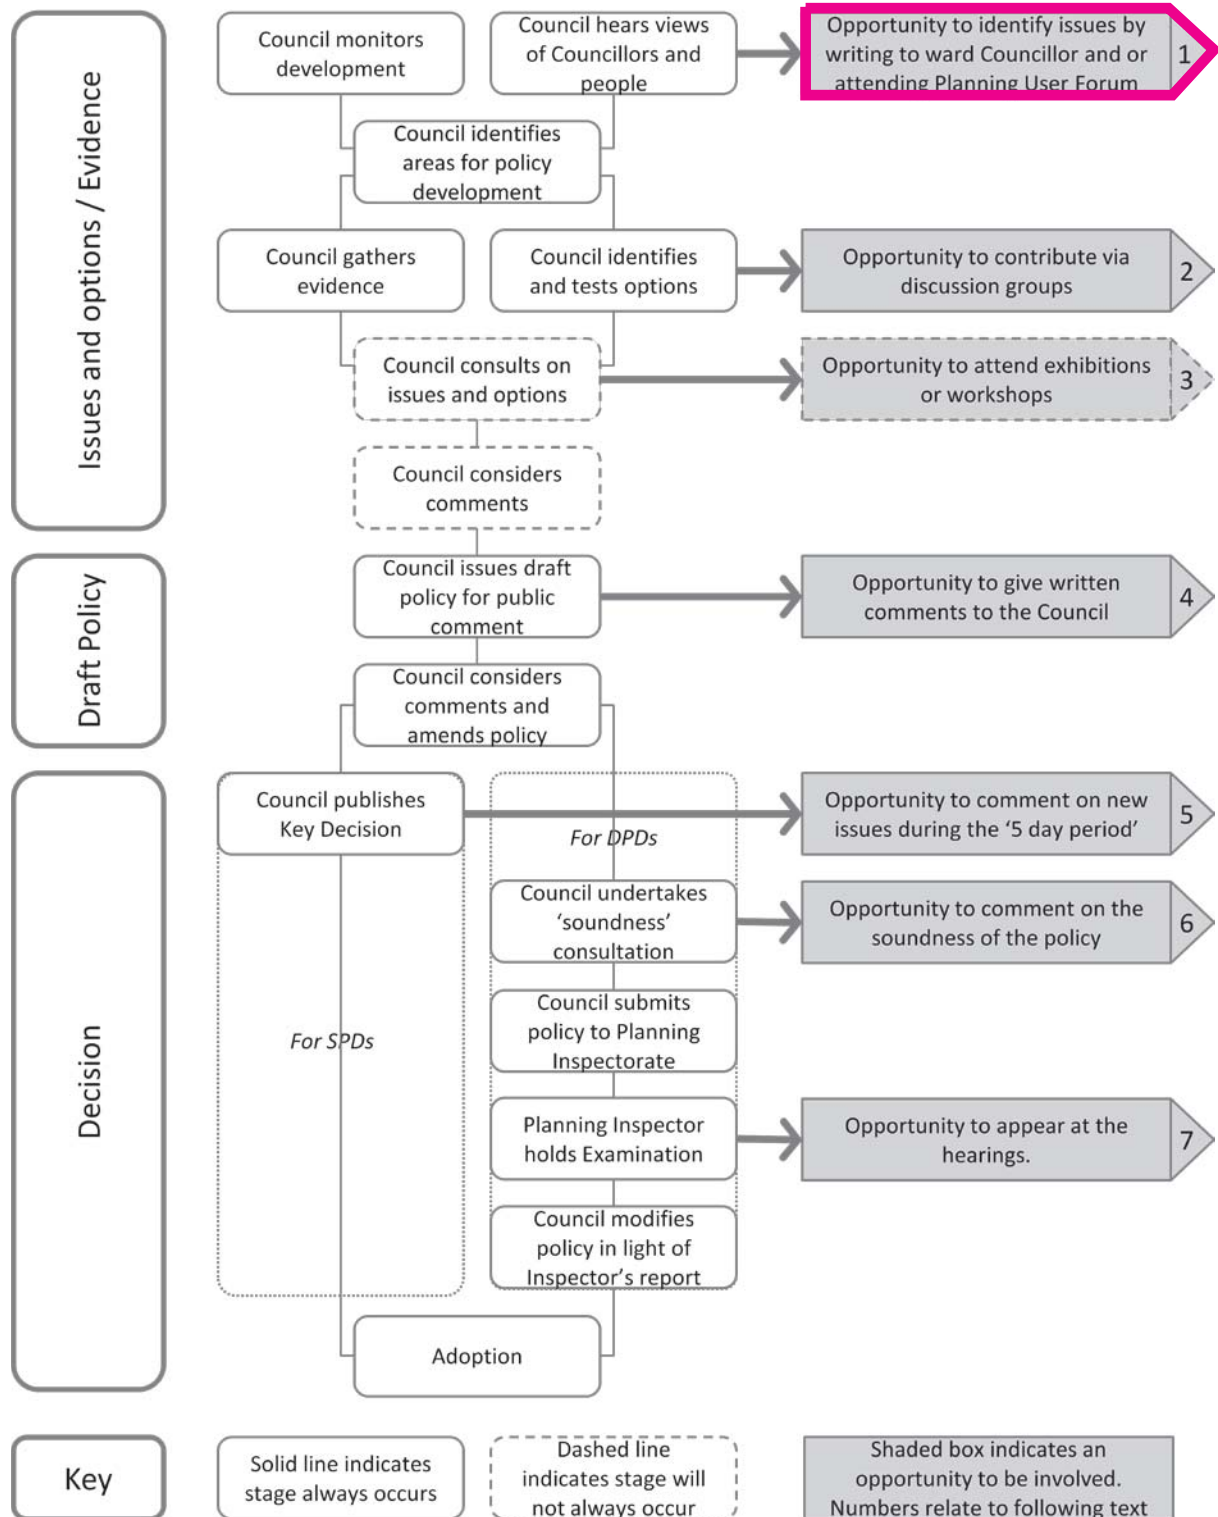 Issues and options / Evidence
Council monitors
development
Council hears views
of Councillors and
people
Opportunity to identify issues by
writing to ward Councillor and or
attending Planning User Forum
1
Council identifies
areas for policy
development
Council gathers
evidence
Council identifies
and tests options
Opportunity to contribute via
discussion groups
2
Council consults on
issues and options
Opportunity to attend exhibitions
or workshops
3
Council considers
comments
Draft Policy
Council issues draft
policy for public
comment
Opportunity to give written
comments to the Council
4
Council considers
comments and
amends policy
Decision
Council publishes
Key Decision
For DPDs
Opportunity to comment on new
issues during the ‘5 day period’
5
Council undertakes
‘soundness’
consultation
Opportunity to comment on the
soundness of the policy
6
For SPDs
Council submits
policy to Planning
Inspectorate
Planning Inspector
holds Examination
Opportunity to appear at the
hearings.
7
Council modifies
policy in light of
Inspector’s report
Adoption
Key
Solid line indicates
stage always occurs
Dashed line
indicates stage will
not always occur
Shaded box indicates an
opportunity to be involved.
Numbers relate to following text